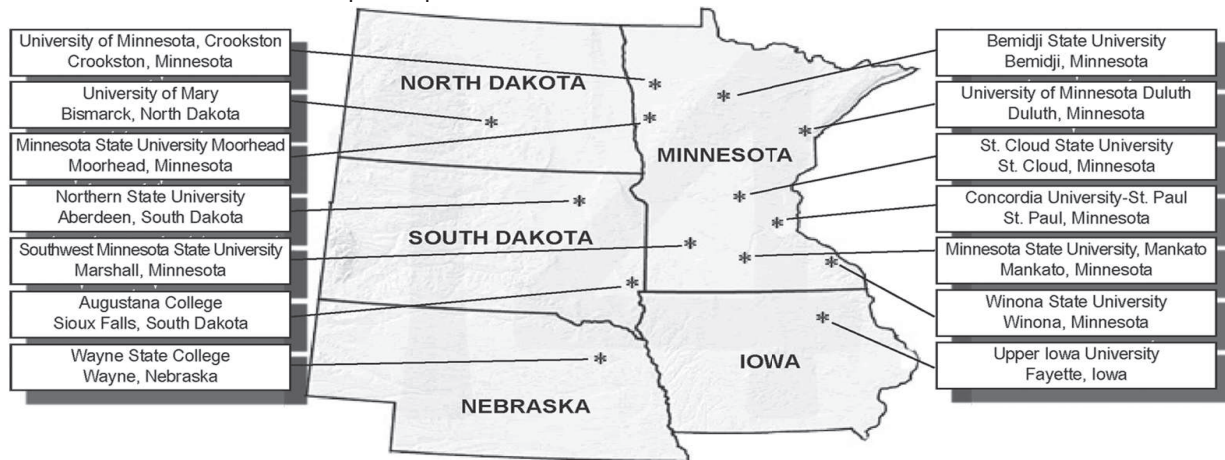 University of Minnesota, Crookston
Crookston, Minnesota
University of Mary
Bismarck, North Dakota
Minnesota State University Moorhead
Moorhead, Minnesota
Northern State University
Aberdeen, South Dakota
Southwest Minnesota State University
Marshall, Minnesota
Augustana College
Sioux Falls, South Dakota
Wayne State College
Wayne, Nebraska
NORTH DAKOTA
MINNESOTA
SOUTH DAKOTA
IOWA
NEBRASKA
Bemidji State University
Bemidji, Minnesota
University of Minnesota Duluth
Duluth, Minnesota
St. Cloud State University
St. Cloud, Minnesota
Concordia University-St. Paul
St. Paul, Minnesota
Minnesota State University, Mankato
Mankato, Minnesota
Winona State University
Winona, Minnesota
Upper Iowa University
Fayette, Iowa